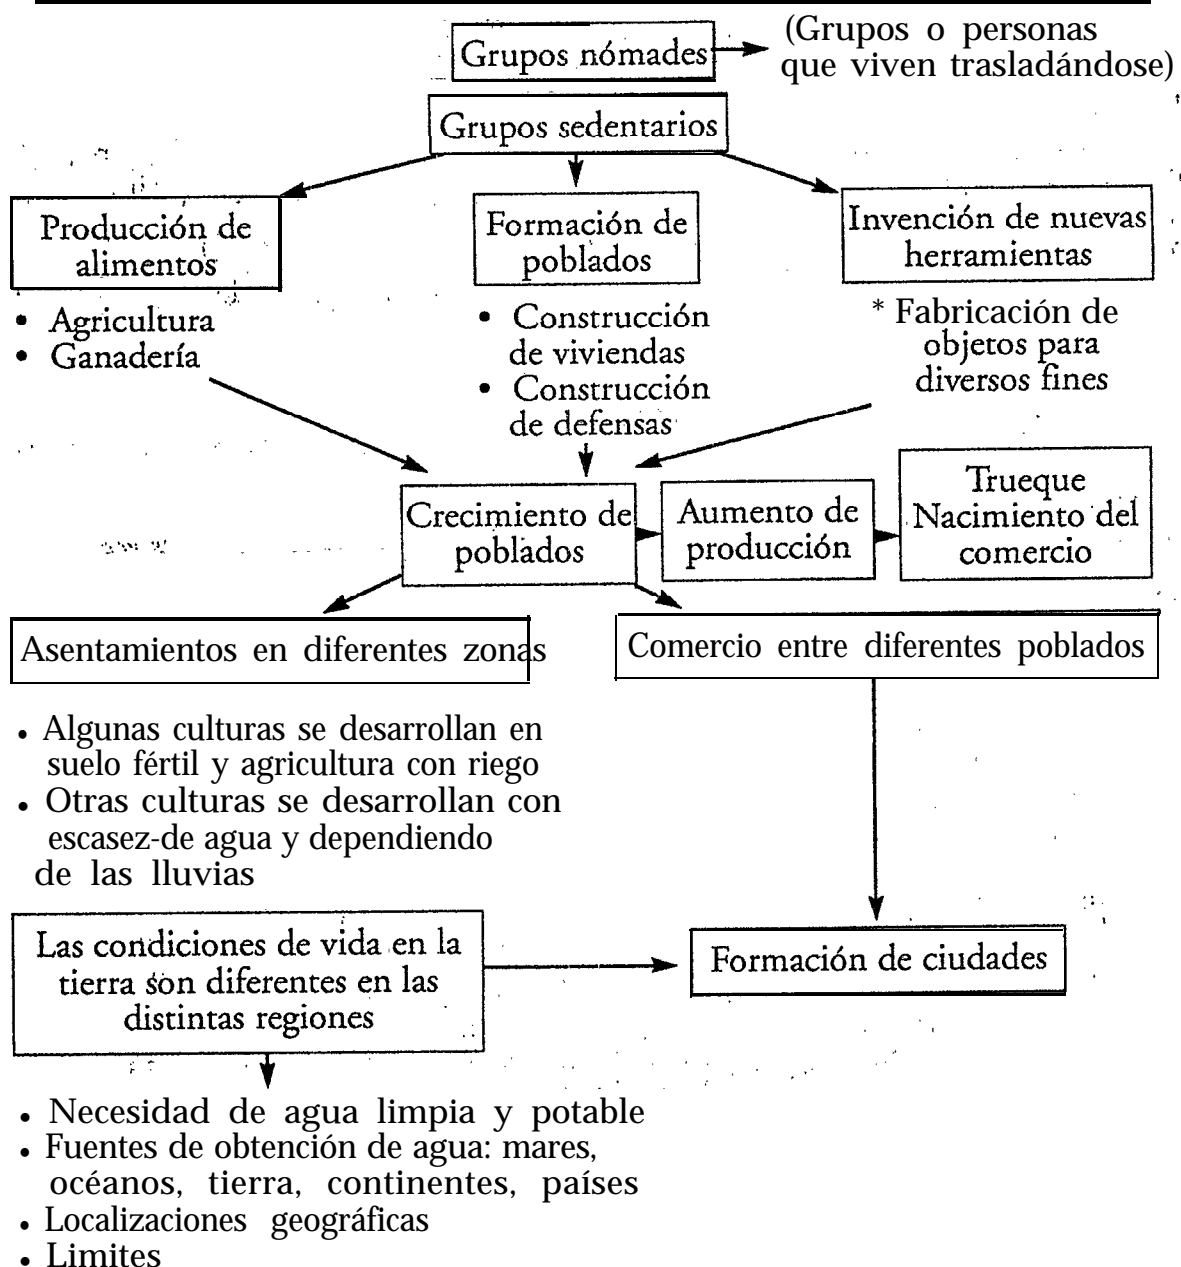 Grupos nómades
(Grupos o personas
que viven trasladándose)
Grupos sedentarios
Producción de
alimentos
• Agricultura
• Ganadería
Formación de
poblados
• Construcción
de viviendas
• Construcción
de defensas
Invención de nuevas
herramientas
* Fabricación de
objetos para
diversos fines
Crecimiento de
poblados
Aumento de
producción
Trueque
Nacimiento del
comercio
Asentamientos en diferentes zonas
Comercio entre diferentes poblados
• Algunas culturas se desarrollan en
suelo fértil y agricultura con riego
• Otras culturas se desarrollan con
escasez-de agua y dependiendo
de las lluvias
Las condiciones de vida en la
tierra son diferentes en las
distintas regiones
Formación de ciudades
• Necesidad de agua limpia y potable
• Fuentes de obtención de agua: mares,
océanos, tierra, continentes, países
• Localizaciones geográficas
• Limites